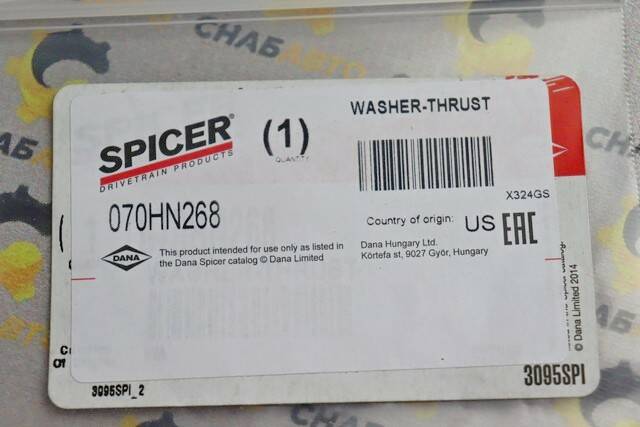 СНАБАВТО
WASHER-THRUST
SPICER®
DRIVETRAIN PRODUCTS
(1)
QUANTITY
X324GS
070HN268
Country of origin: US EAC
DANA
This product intended for use only as listed in
the Dana Spicer catalog © Dana Limited
Dana Hungary Ltd.
Körtefa st, 9027 Győr, Hungary
© Dana Limited 2014
3095SPI_2
3095SPI